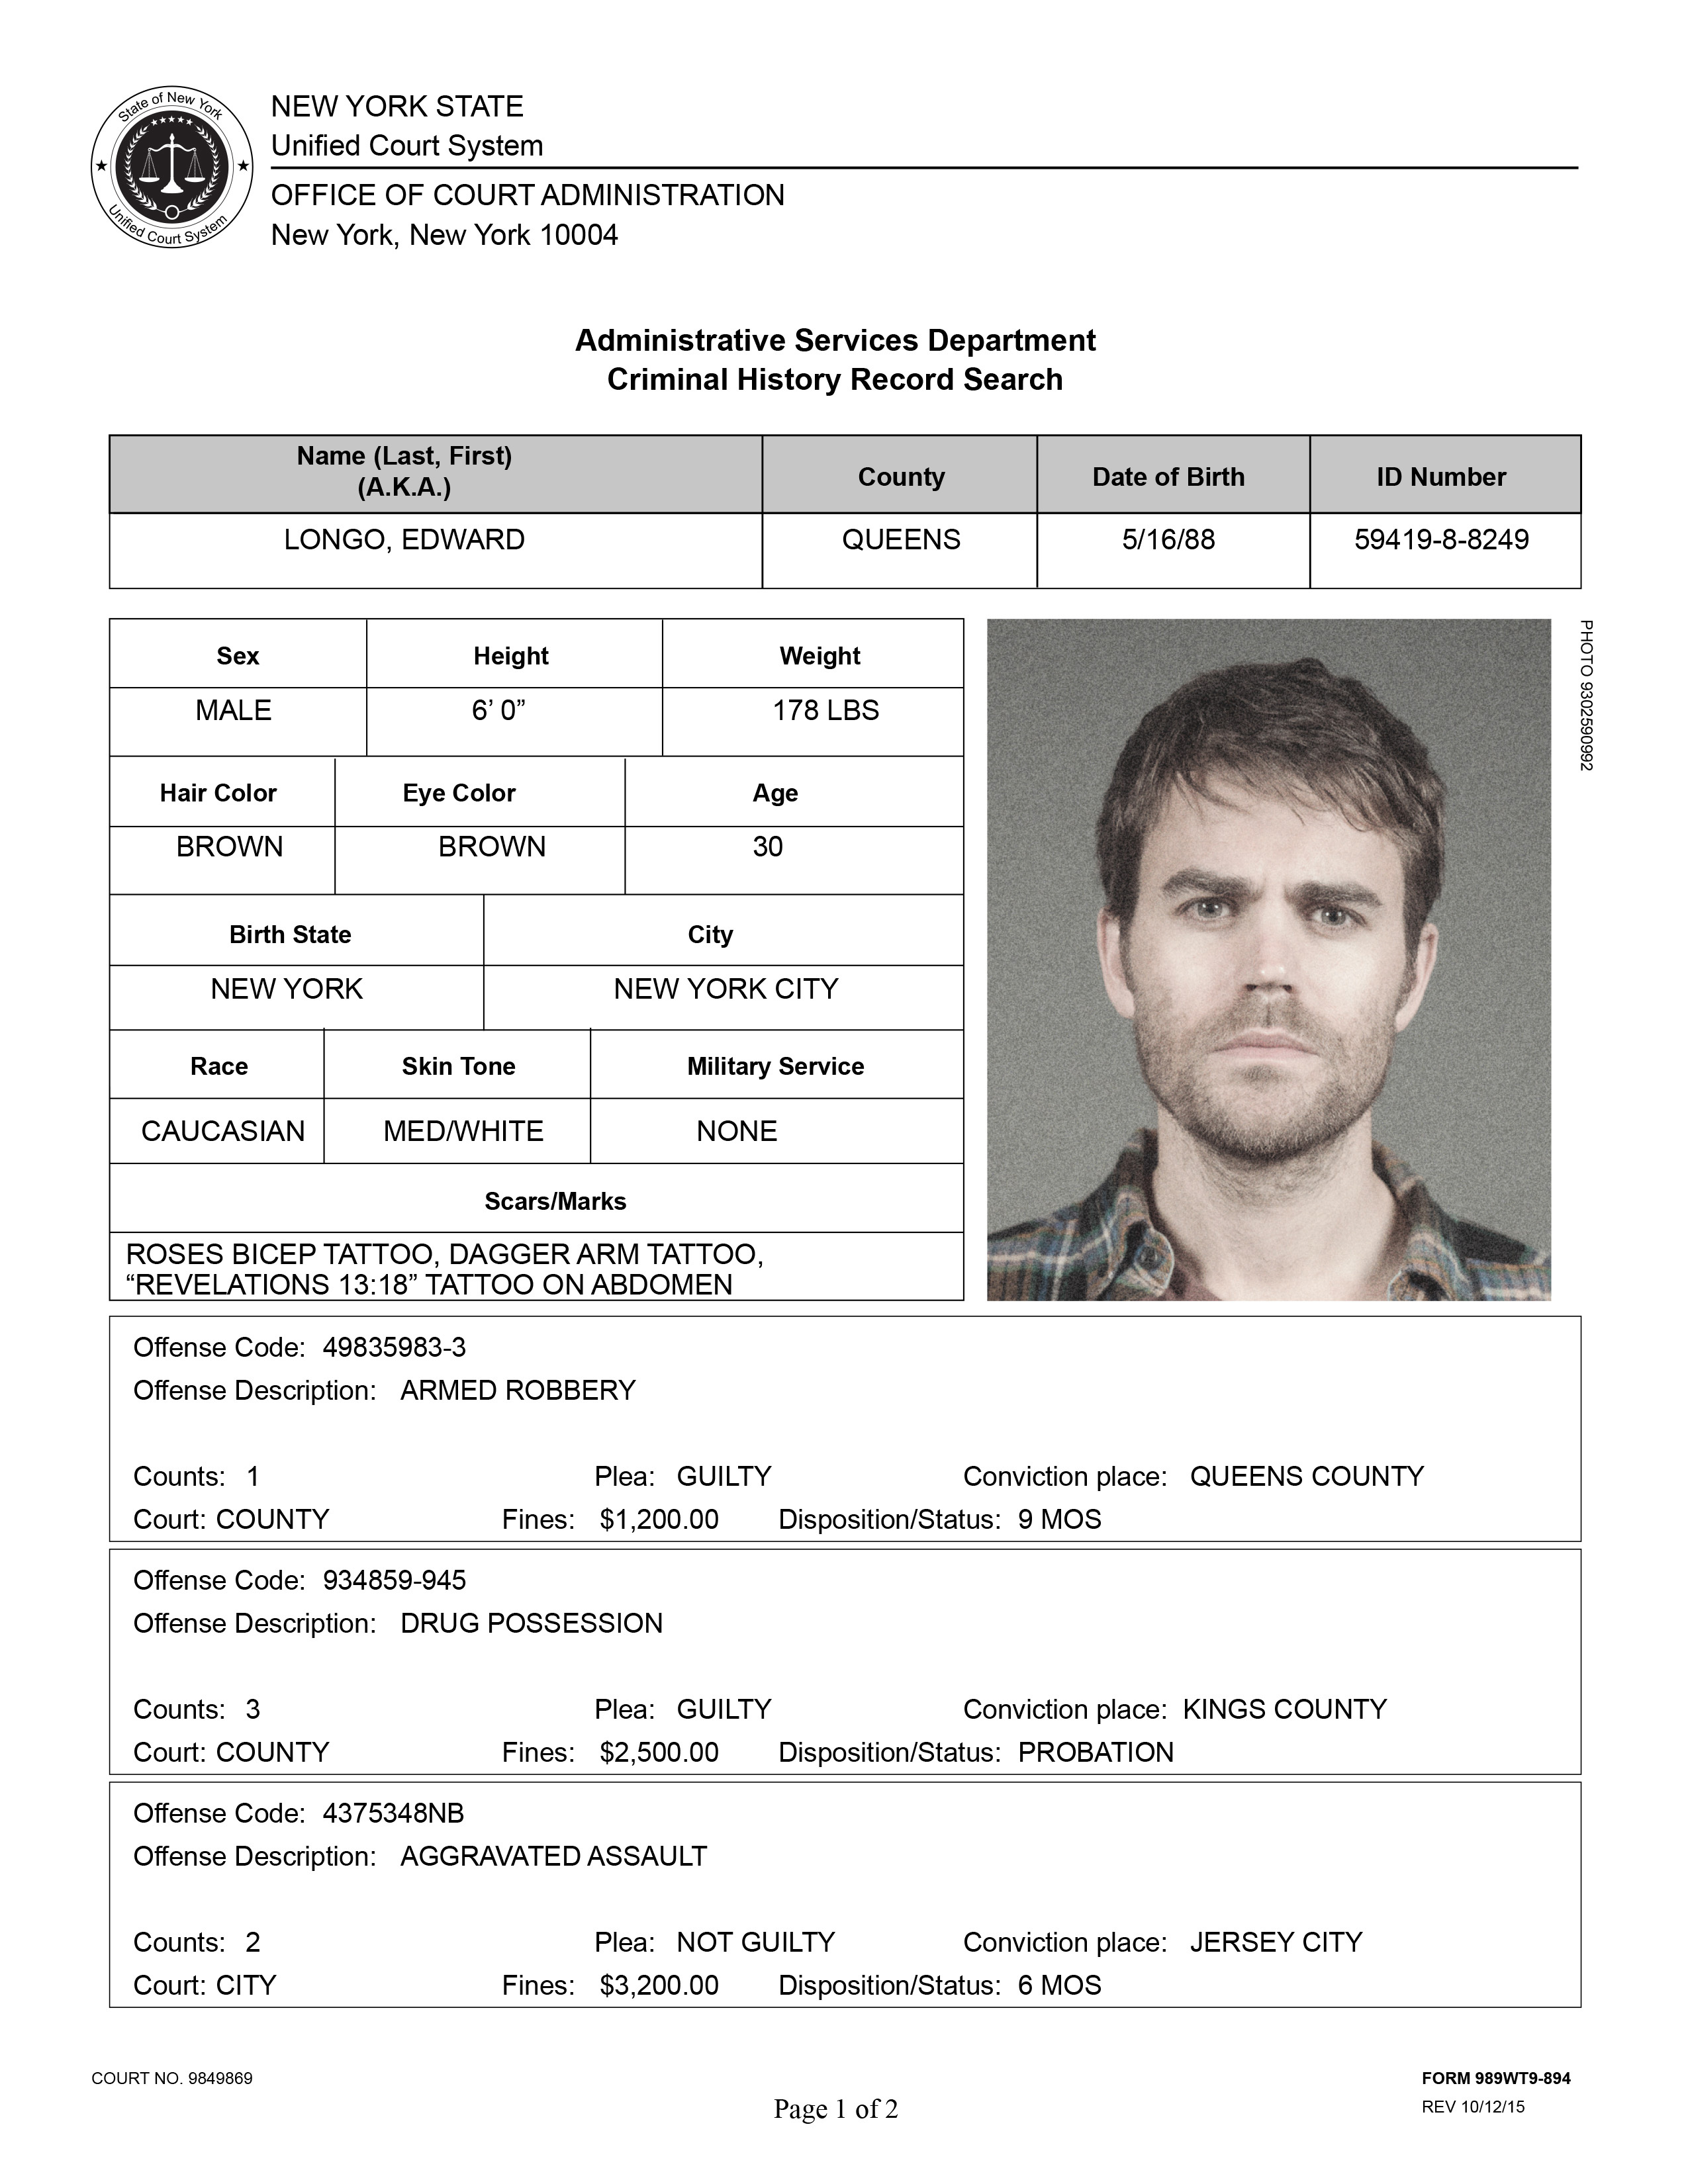 State of New York
Unified Court System
NEW YORK STATE
Unified Court System
OFFICE OF COURT ADMINISTRATION
New York, New York 10004
Administrative Services Department
Criminal History Record Search
Name (Last, First)
(A.K.A.)
County
Date of Birth
ID Number
LONGO, EDWARD
QUEENS
5/16/88
59419-8-8249
Sex
Height
Weight
MALE
6’ 0”
178 LBS
Hair Color
Eye Color
Age
BROWN
BROWN
30
Birth State
City
NEW YORK
NEW YORK CITY
Race
Skin Tone
Military Service
CAUCASIAN
MED/WHITE
NONE
Scars/Marks
ROSES BICEP TATTOO, DAGGER ARM TATTOO,
“REVELATIONS 13:18” TATTOO ON ABDOMEN
PHOTO 9302590992
Offense Code: 49835983-3
Offense Description: ARMED ROBBERY
Counts: 1 Plea: GUILTY Conviction place: QUEENS COUNTY
Court: COUNTY Fines: $1,200.00 Disposition/Status: 9 MOS
Offense Code: 934859-945
Offense Description: DRUG POSSESSION
Counts: 3 Plea: GUILTY Conviction place: KINGS COUNTY
Court: COUNTY Fines: $2,500.00 Disposition/Status: PROBATION
Offense Code: 4375348NB
Offense Description: AGGRAVATED ASSAULT
Counts: 2 Plea: NOT GUILTY Conviction place: JERSEY CITY
Court: CITY Fines: $3,200.00 Disposition/Status: 6 MOS
COURT NO. 9849869
FORM 989WT9-894
Page 1 of 2
REV 10/12/15